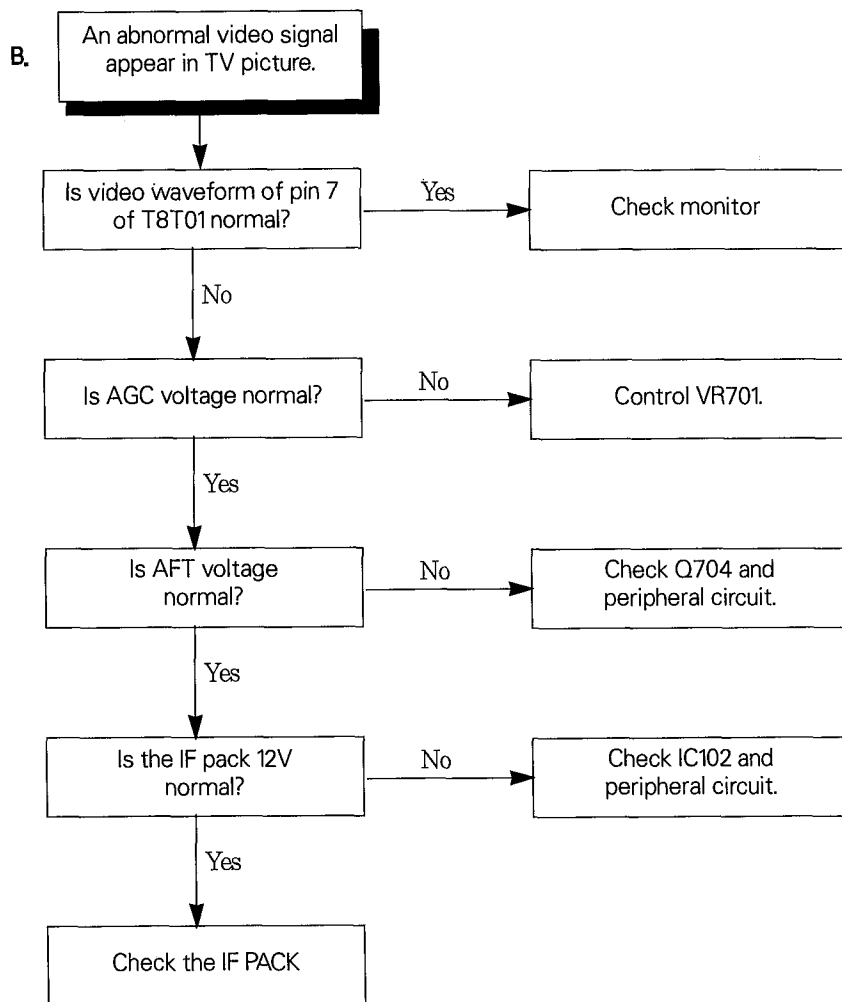 B.
An abnormal video signal
appear in TV picture.
Is video waveform of pin 7
of T8T01 normal?
Yes
Check monitor
No
Is AGC voltage normal?
No
Control VR701.
Yes
Is AFT voltage
normal?
No
Check Q704 and
peripheral circuit.
Yes
Is the IF pack 12V
normal?
No
Check IC102 and
peripheral circuit.
Yes
Check the IF PACK